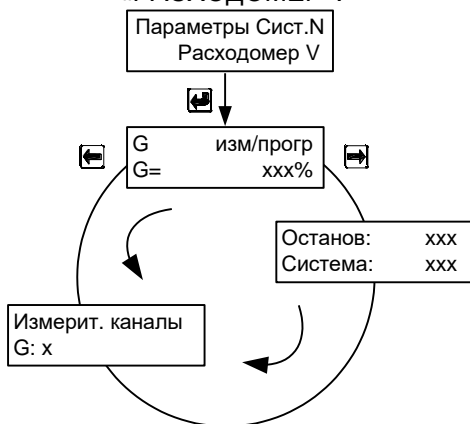 Параметры Сист.N
Расходомер V
G изм/прогр
G= xxx%
Останов: xxx
Система: xxx
Измерит. каналы
G: x